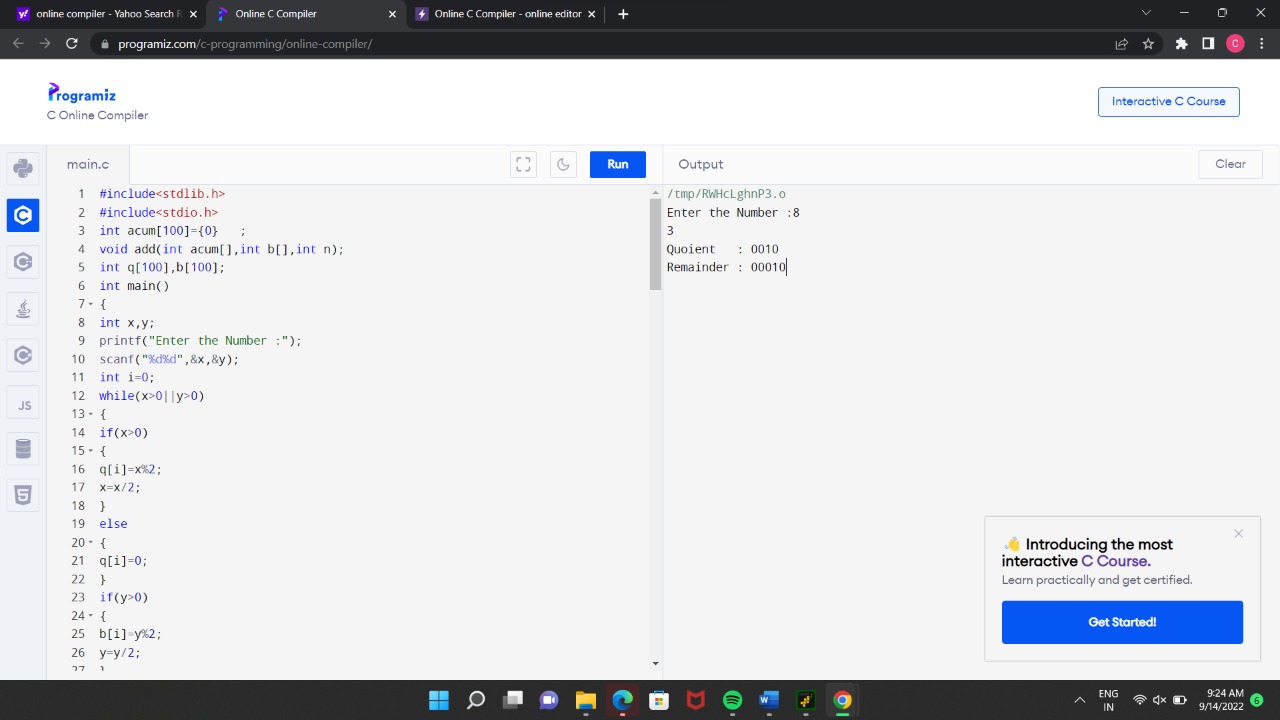 online compiler - Yahoo Search R
Online C Compiler
Online C Compiler - online editor
programiz.com/c-programming/online-compiler/
C
Programiz
C Online Compiler
Interactive C Course
main.c
Run
Output
Clear
1 #include<stdlib.h>
2 #include<stdio.h>
3 int acum[100]={0}   ;
4 void add(int acum[],int b[],int n);
5 int q[100],b[100];
6 int main()
7 {
8 int x,y;
9 printf("Enter the Number :");
10 scanf("%d%d",&x,&y);
11 int i=0;
12 while(x>0||y>0)
13 {
14 if(x>0)
15 {
16 q[i]=x%2;
17 x=x/2;
18 }
19 else
20 {
21 q[i]=0;
22 }
23 if(y>0)
24 {
25 b[i]=y%2;
26 y=y/2;
27 }
JS
/tmp/RWHcLghnP3.o
Enter the Number :8
3
Quoient   : 0010
Remainder : 00010
👋 Introducing the most
interactive C Course.
Learn practically and get certified.
Get Started!
ENG
IN
9:24 AM
9/14/2022
6